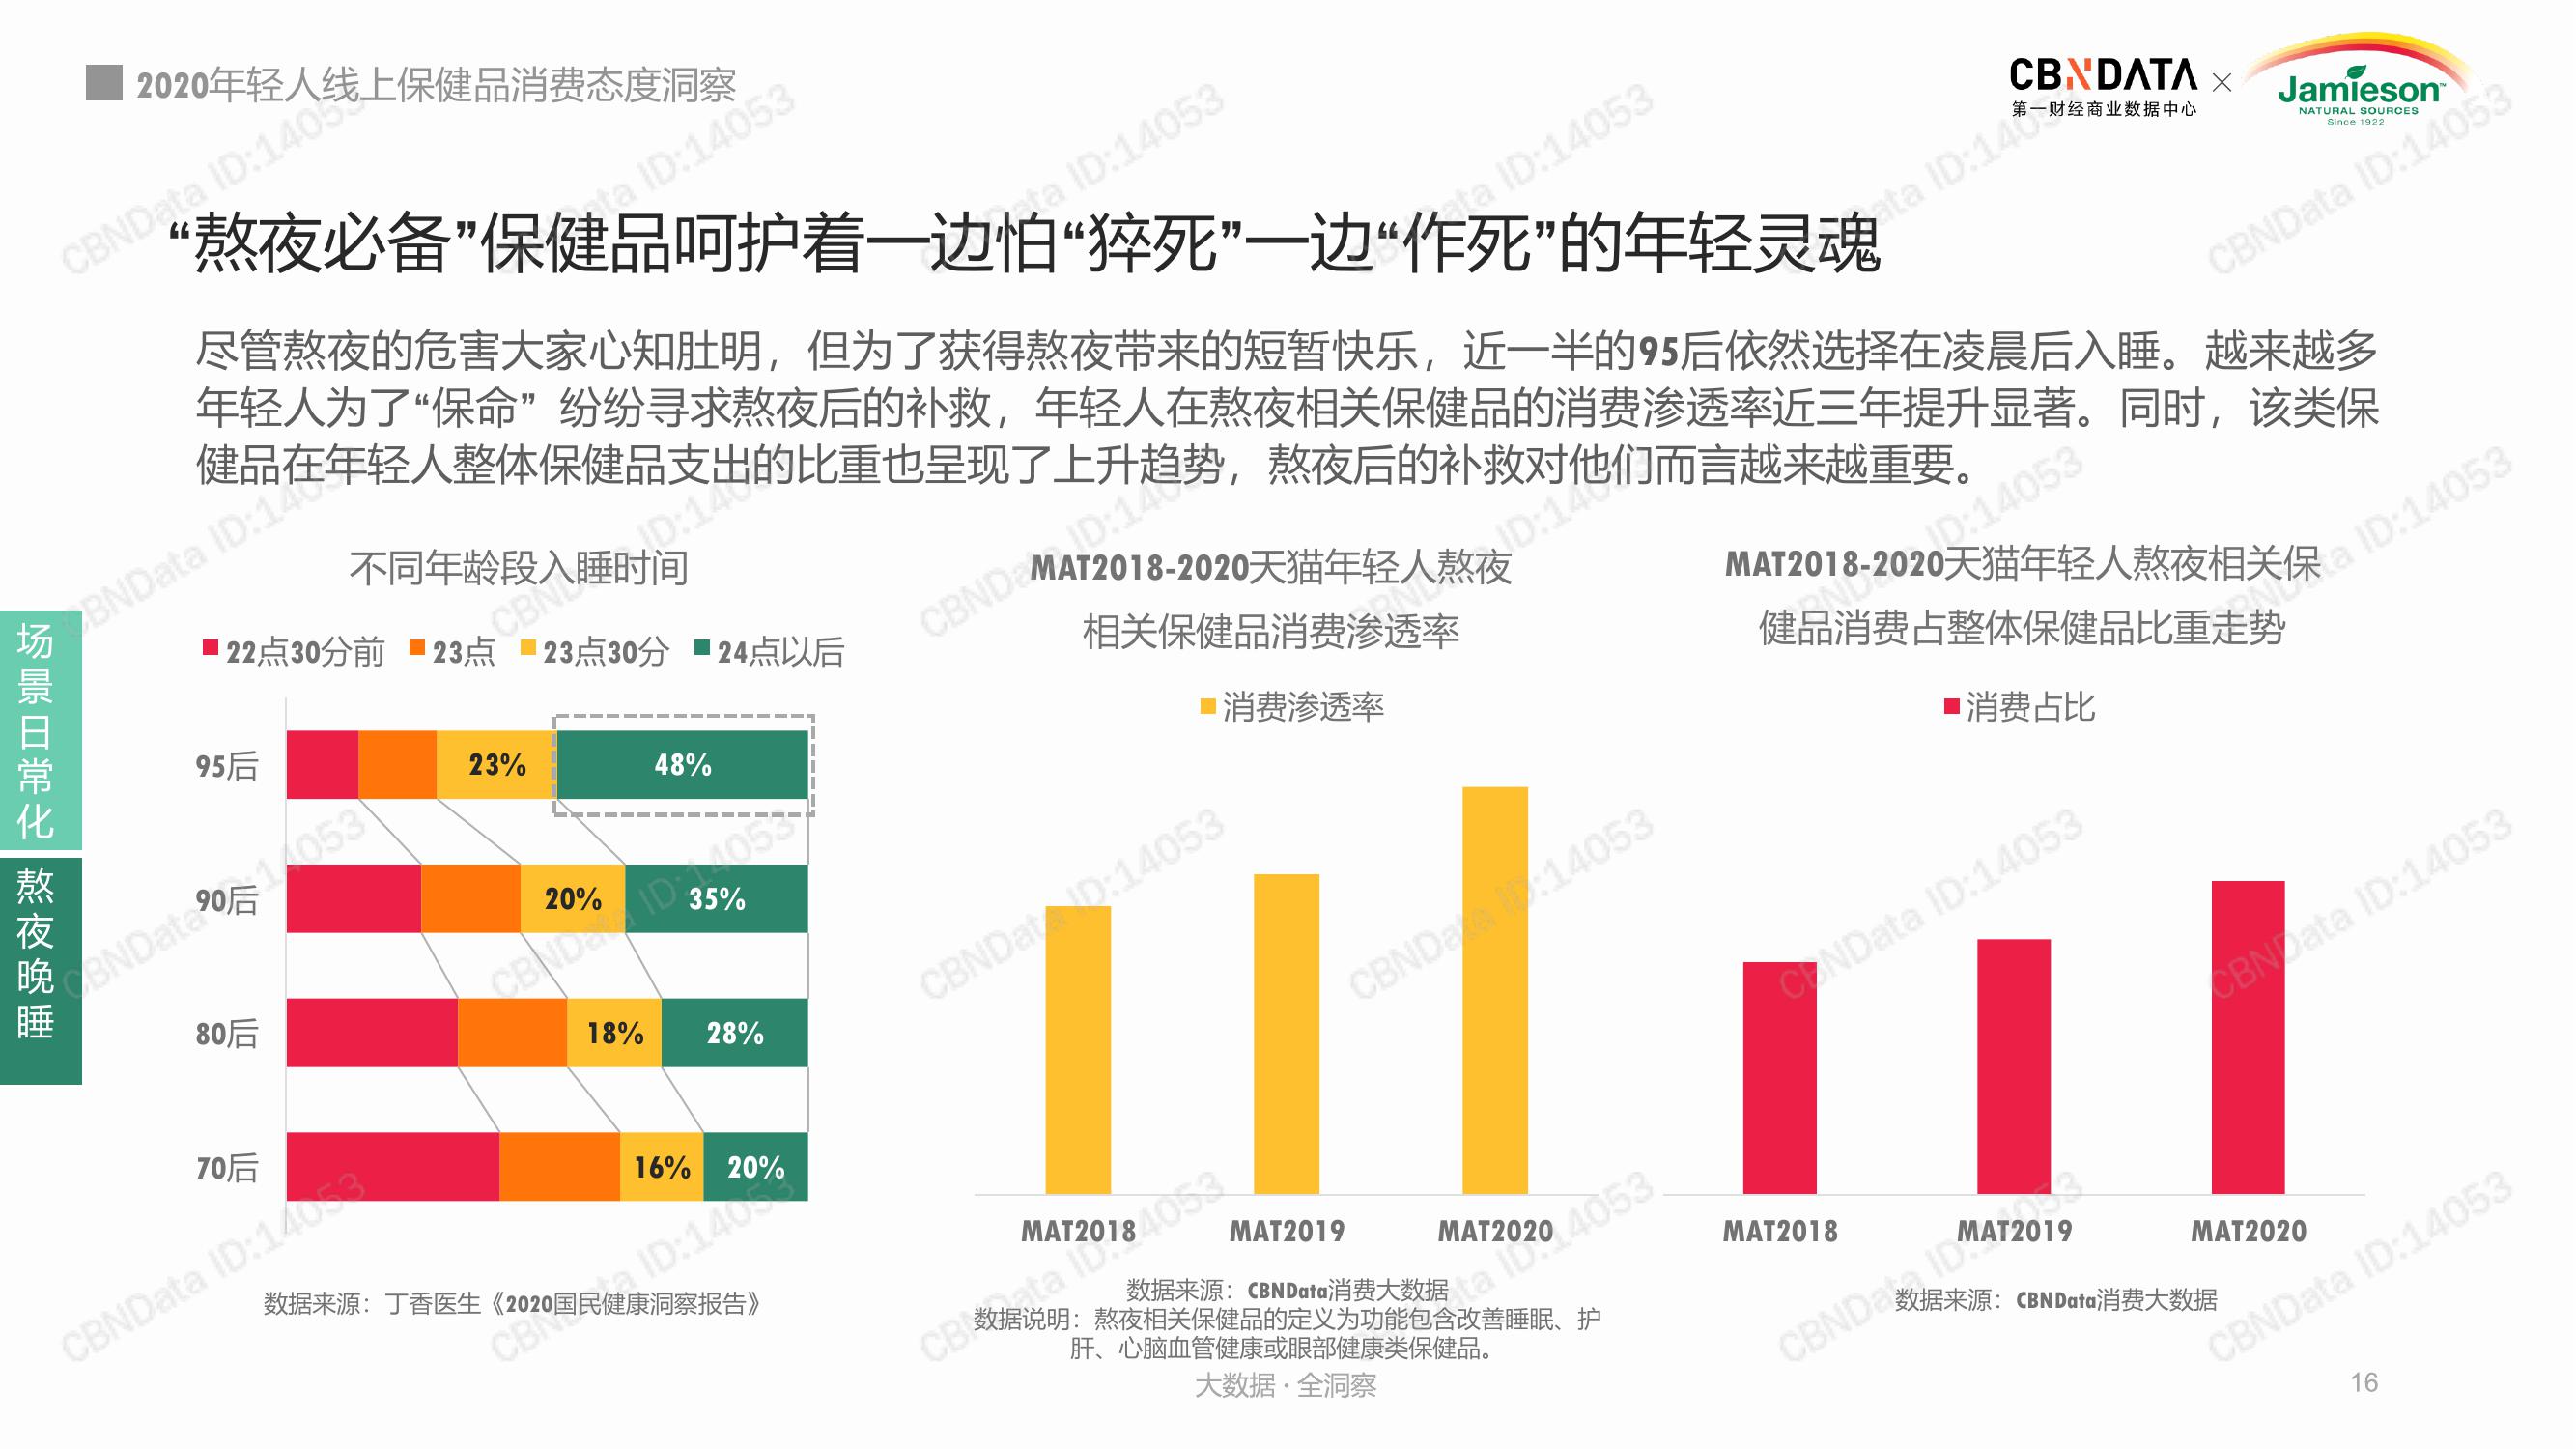 2020年轻人线上保健品消费态度洞察
CBNDATA
第一财经商业数据中心
×
Jamieson™
NATURAL SOURCES
Since 1922
“熬夜必备”保健品呵护着一边怕“猝死”一边“作死”的年轻灵魂
尽管熬夜的危害大家心知肚明，但为了获得熬夜带来的短暂快乐，近一半的95后依然选择在凌晨后入睡。越来越多
年轻人为了“保命” 纷纷寻求熬夜后的补救，年轻人在熬夜相关保健品的消费渗透率近三年提升显著。同时，该类保
健品在年轻人整体保健品支出的比重也呈现了上升趋势，熬夜后的补救对他们而言越来越重要。
场景日常化
熬夜晚睡
不同年龄段入睡时间
22点30分前 23点 23点30分 24点以后
95后 23% 48%
90后 20% 35%
80后 18% 28%
70后 16% 20%
数据来源：丁香医生《2020国民健康洞察报告》
MAT2018-2020天猫年轻人熬夜
相关保健品消费渗透率
消费渗透率
MAT2018 MAT2019 MAT2020
数据来源：CBNData消费大数据
数据说明：熬夜相关保健品的定义为功能包含改善睡眠、护
肝、心脑血管健康或眼部健康类保健品。
MAT2018-2020天猫年轻人熬夜相关保
健品消费占整体保健品比重走势
消费占比
MAT2018 MAT2019 MAT2020
数据来源：CBNData消费大数据
大数据·全洞察
16
CBNData ID:14053